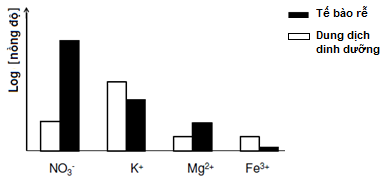 Log [nồng độ]
Tế bào rễ
Dung dịch
dinh dưỡng
NO₃⁻ K⁺ Mg²⁺ Fe³⁺